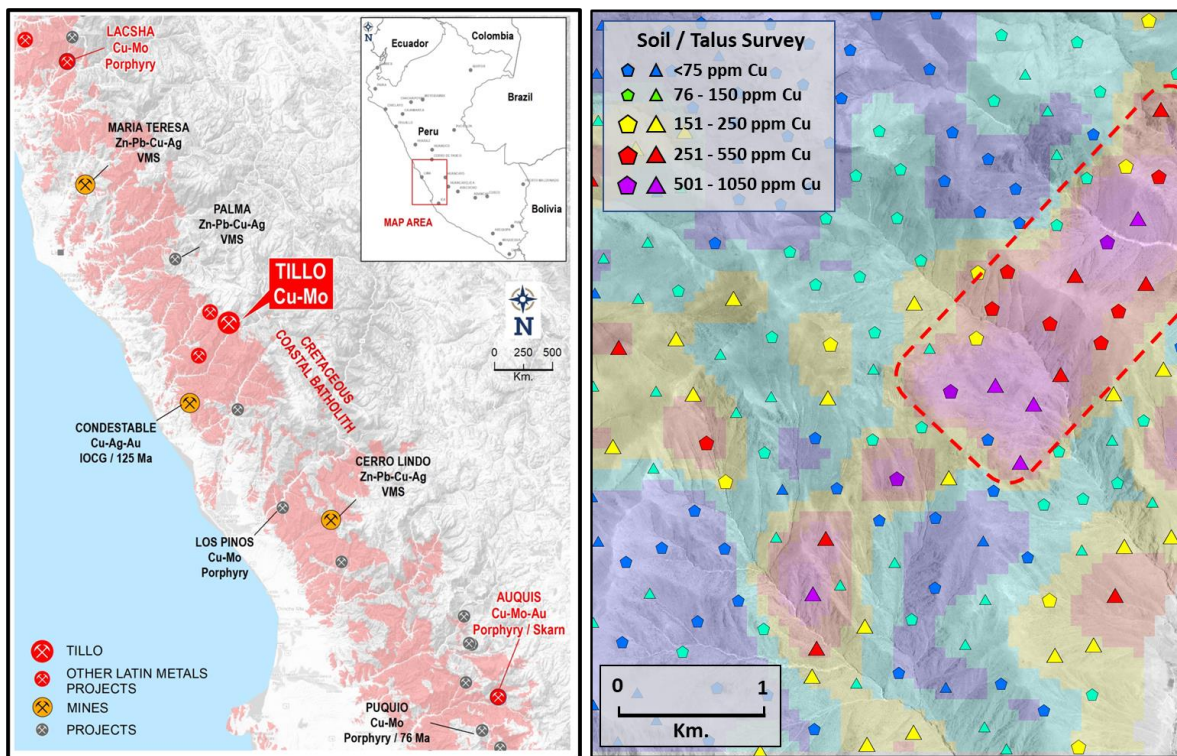 LACSHA
Cu-Mo
Porphyry
MARIA TERESA
Zn-Pb-Cu-Ag
VMS
PALMA
Zn-Pb-Cu-Ag
VMS
TILLO
Cu-Mo
CRETACEOUS
COASTAL BATHOLITH
CONDESTABLE
Cu-Ag-Au
IOCG / 125 Ma
CERRO LINDO
Zn-Pb-Cu-Ag
VMS
LOS PINOS
Cu-Mo
Porphyry
AUQUIS
Cu-Mo-Au
Porphyry / Skarn
PUQUIO
Cu-Mo
Porphyry / 76 Ma
TILLO
OTHER LATIN METALS
PROJECTS
MINES
PROJECTS
N
Ecuador
Colombia
Brazil
Peru
MAP AREA
Bolivia
N
0 250 500
Km.
Soil / Talus Survey
<75 ppm Cu
76 - 150 ppm Cu
151 - 250 ppm Cu
251 - 550 ppm Cu
501 - 1050 ppm Cu
0 1
Km.